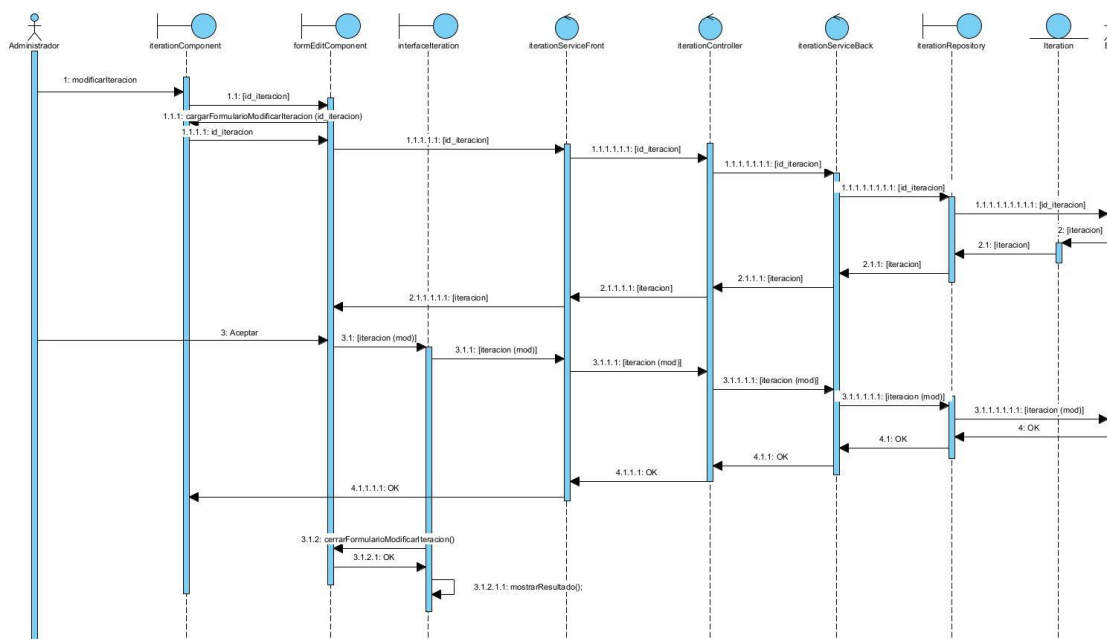 Administrador
iterationComponent
formEditComponent
interfaceIteration
iterationServiceFront
iterationController
iterationServiceBack
iterationRepository
Iteration
1: modificarIteracion
1.1: [id_iteracion]
1.1.1: cargarFormularioModificarIteracion (id_iteracion)
1.1.1.1: id_iteracion
1.1.1.1.1: [id_iteracion]
1.1.1.1.1.1: [id_iteracion]
1.1.1.1.1.1.1: [id_iteracion]
1.1.1.1.1.1.1.1: [id_iteracion]
1.1.1.1.1.1.1.1.1: [id_iteracion]
2: [iteracion]
2.1: [iteracion]
2.1.1: [iteracion]
2.1.1.1: [iteracion]
2.1.1.1.1: [iteracion]
2.1.1.1.1.1: [iteracion]
3: Aceptar
3.1: [iteracion (mod)]
3.1.1: [iteracion (mod)]
3.1.1.1: [iteracion (mod)]
3.1.1.1.1: [iteracion (mod)]
3.1.1.1.1.1: [iteracion (mod)]
3.1.1.1.1.1.1: [iteracion (mod)]
4: OK
4.1: OK
4.1.1: OK
4.1.1.1: OK
4.1.1.1.1: OK
3.1.2: cerrarFormularioModificarIteracion()
3.1.2.1: OK
3.1.2.1.1: mostrarResultado();